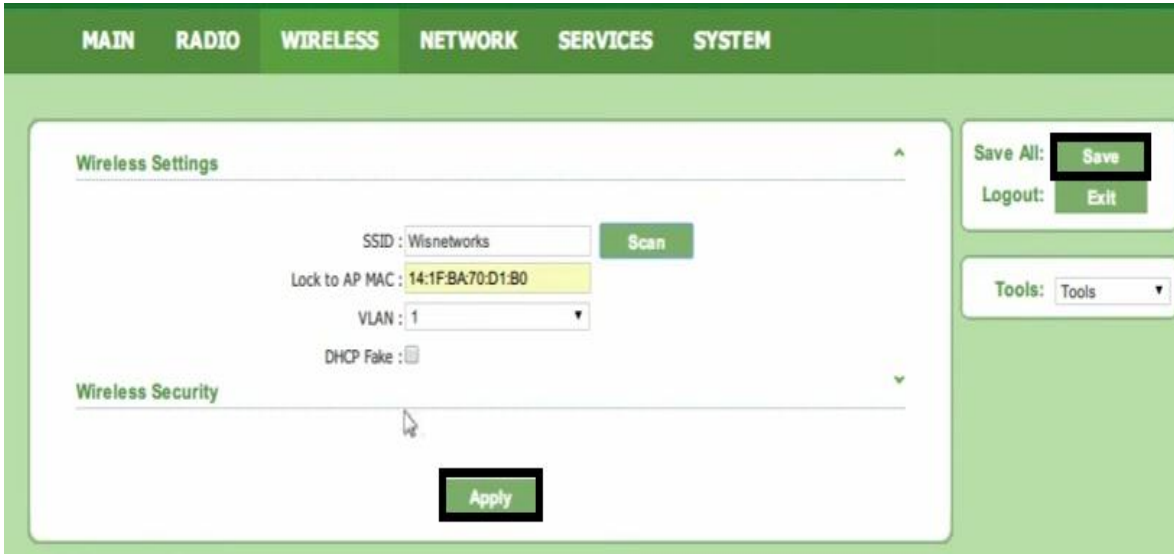 MAIN RADIO WIRELESS NETWORK SERVICES SYSTEM
Wireless Settings
SSID : Wisnetworks Scan
Lock to AP MAC : 14:1F:BA:70:D1:B0
VLAN : 1
DHCP Fake :
Wireless Security
Apply
Save All: Save
Logout: Exit
Tools: Tools